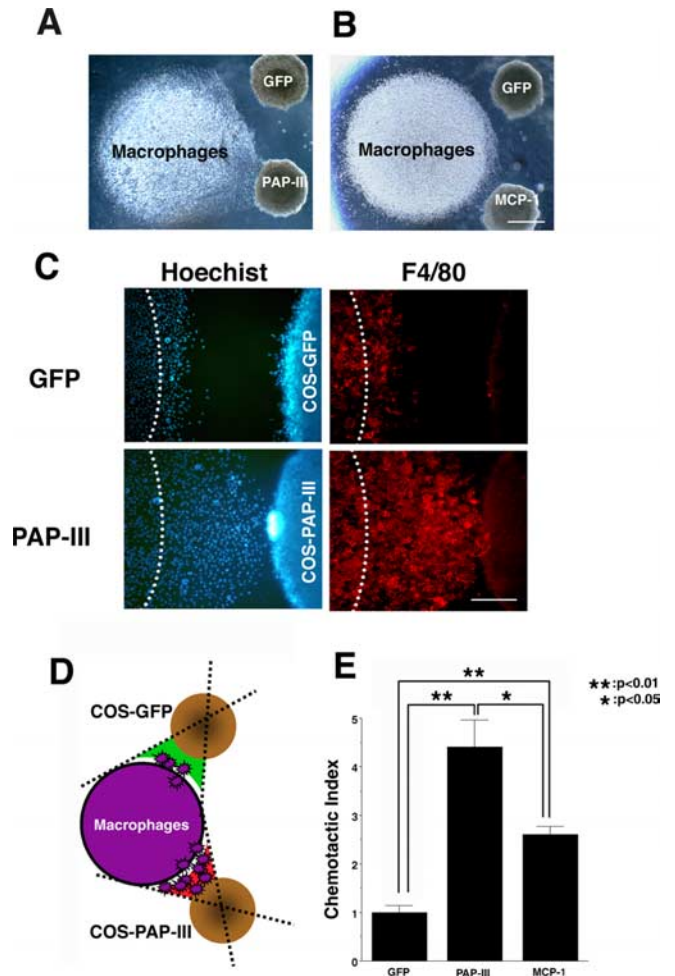 A
B
GFP
Macrophages
PAP-III
GFP
Macrophages
MCP-1
C
Hoechist
F4/80
GFP
COS-GFP
PAP-III
COS-PAP-III
D
COS-GFP
Macrophages
COS-PAP-III
E
**
**
*
**:p<0.01
*:p<0.05
Chemotactic Index
5
4
3
2
1
0
GFP
PAP-III
MCP-1